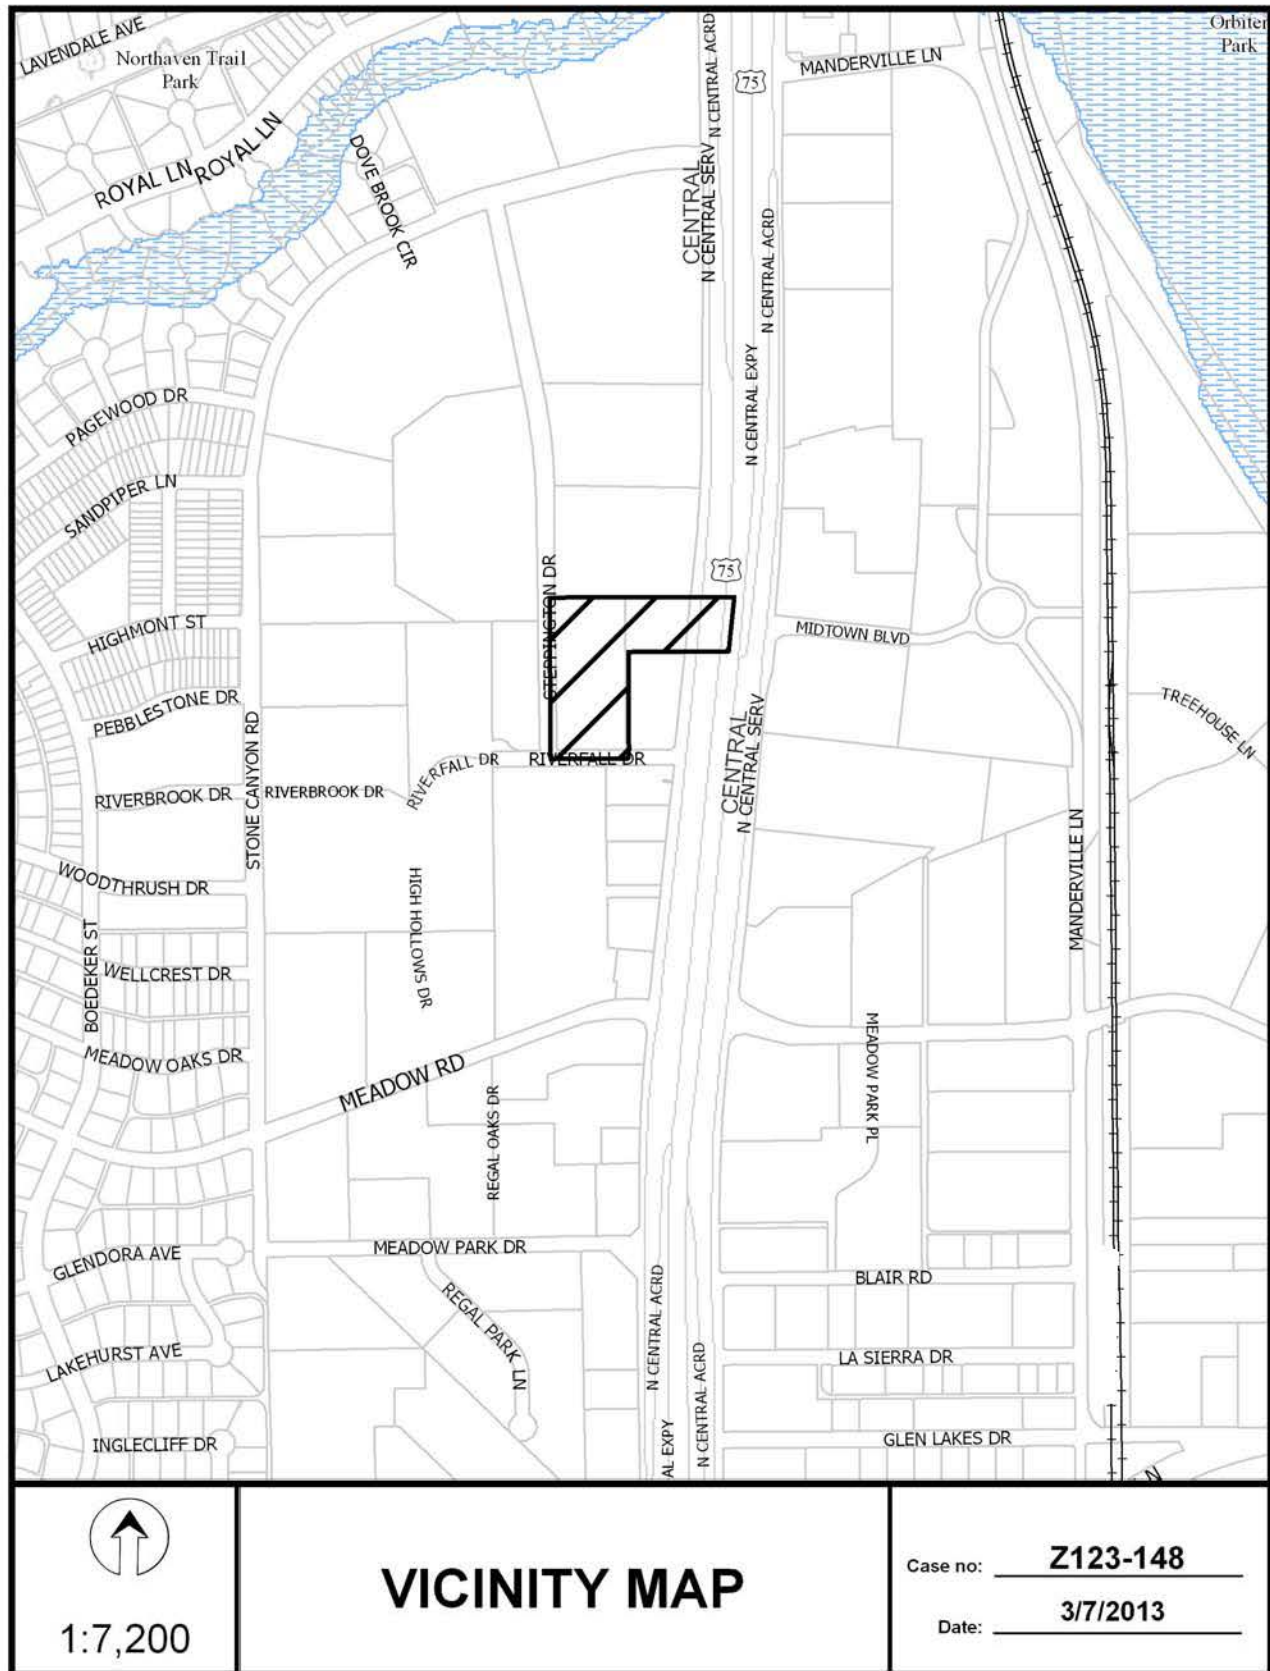 LAVENDALE AVE
Northaven Trail
Park
ROYAL LN
ROYAL LN
DOVE BROOK CIR
N CENTRAL ACRD
N CENTRAL ACRD
75
MANDERVILLE LN
Orbiter
Park
CENTRAL
N CENTRAL SERV
N CENTRAL ACRD
N CENTRAL EXPY
PAGEWOOD DR
SANDPIPER LN
STEPPINGTON DR
75
HIGHMONT ST
MIDTOWN BLVD
PEBBLESTONE DR
TREEHOUSE LN
STONE CANYON RD
RIVERFALL DR
RIVERFALL DR
CENTRAL
N CENTRAL SERV
RIVERBROOK DR
RIVERBROOK DR
WOODTHRUSH DR
HIGH HOLLOWS DR
MANDERVILLE LN
BOEDEKER ST
WELLCREST DR
MEADOW OAKS DR
MEADOW RD
MEADOW PARK PL
REGAL OAKS DR
GLENDORA AVE
MEADOW PARK DR
BLAIR RD
REGAL PARK LN
N CENTRAL ACRD
LAKEHURST AVE
LA SIERRA DR
N CENTRAL ACRD
INGLECLIFF DR
AL EXPY
GLEN LAKES DR
N
1:7,200
VICINITY MAP
Case no: Z123-148
Date: 3/7/2013